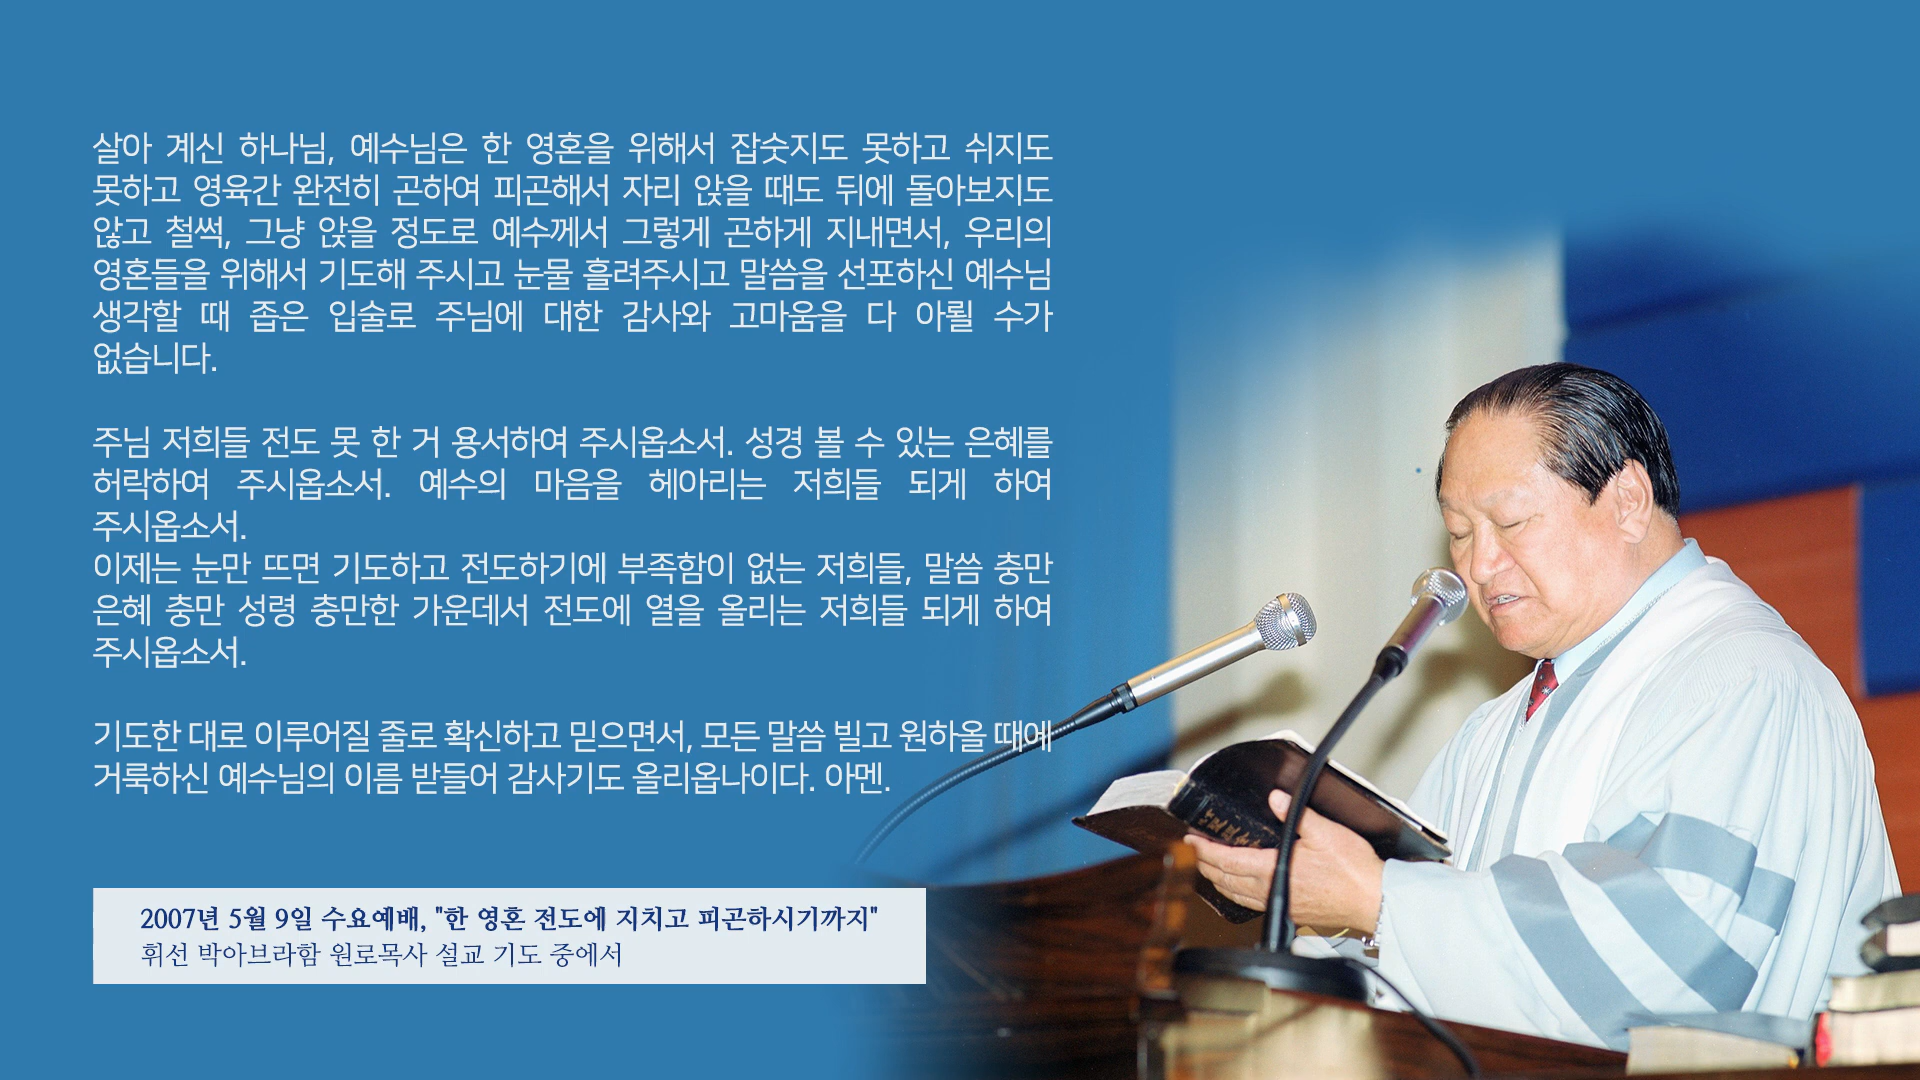 살아 계신 하나님, 예수님은 한 영혼을 위해서 잡숫지도 못하고 쉬지도
못하고 영육간 완전히 곤하여 피곤해서 자리 앉을 때도 뒤에 돌아보지도
않고 철썩, 그냥 앉을 정도로 예수께서 그렇게 곤하게 지내면서, 우리의
영혼들을 위해서 기도해 주시고 눈물 흘려주시고 말씀을 선포하신 예수님
생각할 때 좁은 입술로 주님에 대한 감사와 고마움을 다 아뢸 수가
없습니다.
주님 저희들 전도 못 한 거 용서하여 주시옵소서. 성경 볼 수 있는 은혜를
허락하여 주시옵소서. 예수의 마음을 헤아리는 저희들 되게 하여
주시옵소서.
이제는 눈만 뜨면 기도하고 전도하기에 부족함이 없는 저희들, 말씀 충만
은혜 충만 성령 충만한 가운데서 전도에 열을 올리는 저희들 되게 하여
주시옵소서.
기도한 대로 이루어질 줄로 확신하고 믿으면서, 모든 말씀 빌고 원하올 때에
거룩하신 예수님의 이름 받들어 감사기도 올리옵나이다. 아멘.
2007년 5월 9일 수요예배, "한 영혼 전도에 지치고 피곤하시기까지"
휘선 박아브라함 원로목사 설교 기도 중에서